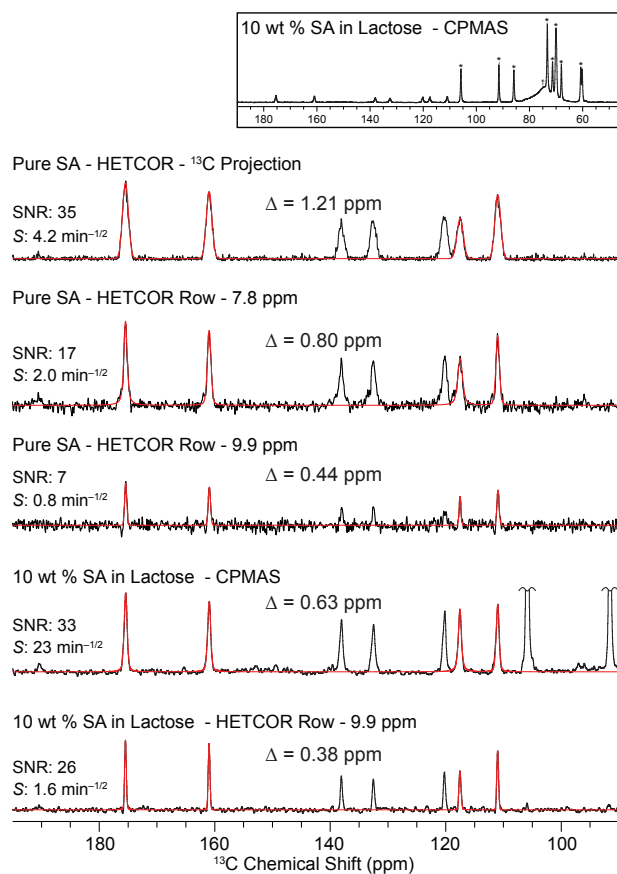 10 wt % SA in Lactose - CPMAS
* * * † * * * * *
190 180 160 140 120 100 80 60
Pure SA - HETCOR - ¹³C Projection
SNR: 35
S: 4.2 min⁻¹/²
Δ = 1.21 ppm
Pure SA - HETCOR Row - 7.8 ppm
SNR: 17
S: 2.0 min⁻¹/²
Δ = 0.80 ppm
Pure SA - HETCOR Row - 9.9 ppm
SNR: 7
S: 0.8 min⁻¹/²
Δ = 0.44 ppm
10 wt % SA in Lactose - CPMAS
SNR: 33
S: 23 min⁻¹/²
Δ = 0.63 ppm
10 wt % SA in Lactose - HETCOR Row - 9.9 ppm
SNR: 26
S: 1.6 min⁻¹/²
Δ = 0.38 ppm
180 160 140 120 100
¹³C Chemical Shift (ppm)